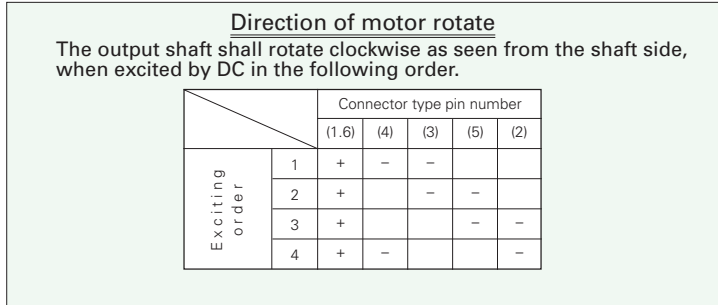 Direction of motor rotate
The output shaft shall rotate clockwise as seen from the shaft side,
when excited by DC in the following order.
Connector type pin number
(1.6) (4) (3) (5) (2)
Exciting order
1 + − −
2 + − −
3 + − −
4 + − −